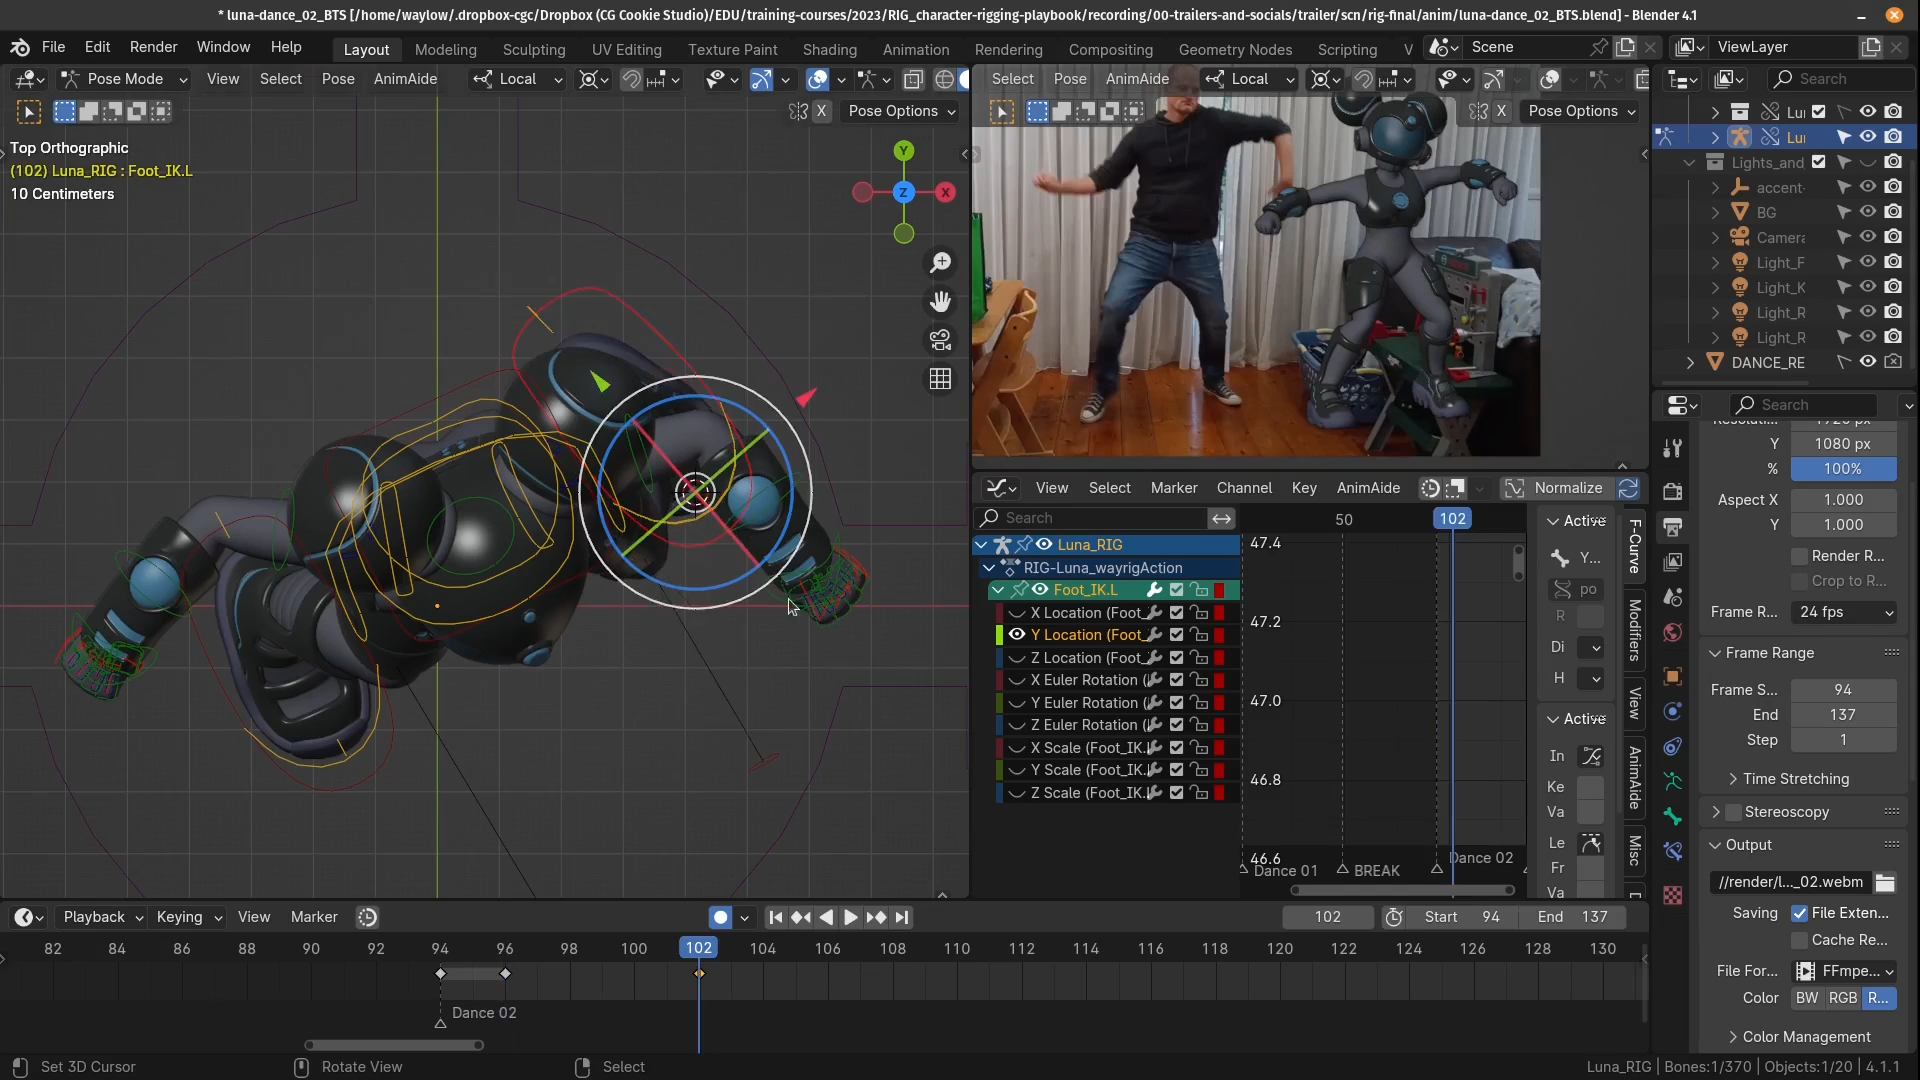 * luna-dance_02_BTS [/home/waylow/.dropbox-cgc/Dropbox (CG Cookie Studio)/EDU/training-courses/2023/RIG_character-rigging-playbook/recording/00-trailers-and-socials/trailer/scn/rig-final/anim/luna-dance_02_BTS.blend] - Blender 4.1
File Edit Render Window Help Layout Modeling Sculpting UV Editing Texture Paint Shading Animation Rendering Compositing Geometry Nodes Scripting V Scene ViewLayer
Pose Mode View Select Pose AnimAide Local
Select Pose AnimAide Local
Search
X Pose Options
X Pose Options
Top Orthographic
(102) Luna_RIG : Foot_IK.L
10 Centimeters
Y
Z
X
Lu
Lu
Lights_and
accent
BG
Camera
Light_F
Light_K
Light_R
Light_R
DANCE_RE
Search
View Select Marker Channel Key AnimAide Normalize
Search
50 102
Luna_RIG
RIG-Luna_wayrigAction
Foot_IK.L
X Location (Foot_
Y Location (Foot_
Z Location (Foot_
X Euler Rotation (
Y Euler Rotation (
Z Euler Rotation (
X Scale (Foot_IK.
Y Scale (Foot_IK.
Z Scale (Foot_IK.
47.4
47.2
47.0
46.8
46.6
Dance 01 BREAK Dance 02
Active
Y...
po
R
Di
H
Active
In
Ke
Va
Le
Fr
Va
F-Curve
Modifiers
View
AnimAide
Misc
Y 1080 px
% 100%
Aspect X 1.000
Y 1.000
Render R...
Crop to R...
Frame R... 24 fps
Frame Range
Frame S... 94
End 137
Step 1
Time Stretching
Stereoscopy
Output
//render/l..._02.webm
Saving File Exten...
Cache Re...
File For... FFmpe...
Color BW RGB R...
Color Management
Playback Keying View Marker 102 Start 94 End 137
82 84 86 88 90 92 94 96 98 100 102 104 106 108 110 112 114 116 118 120 122 124 126 128 130
Dance 02
Set 3D Cursor Rotate View Select Luna_RIG | Bones:1/370 | Objects:1/20 | 4.1.1